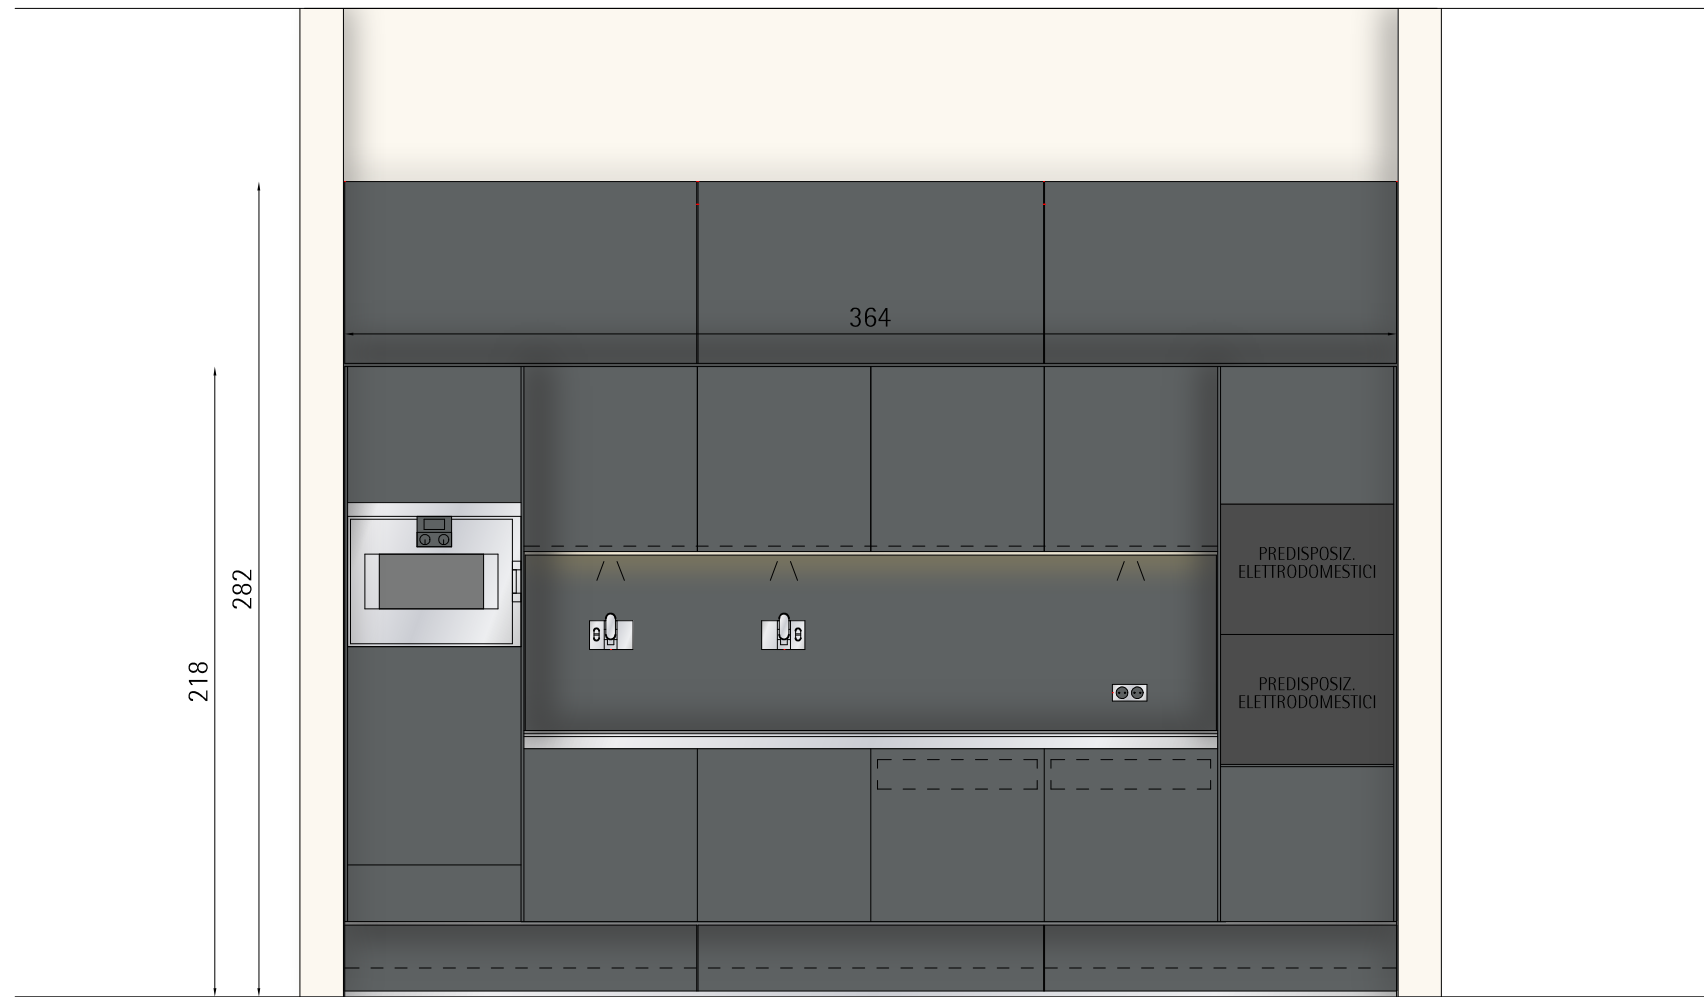 364
282
218
PREDISPOSIZ.
ELETTRODOMESTICI
PREDISPOSIZ.
ELETTRODOMESTICI